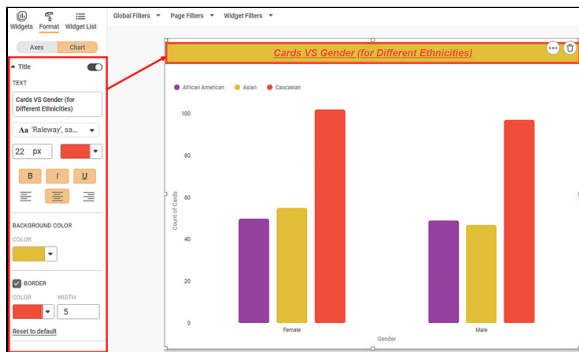 Widgets Format Widget List
Global Filters Page Filters Widget Filters
Axes Chart
Title
TEXT
Cards VS Gender (for
Different Ethnicities)
Aa 'Raleway', sa...
22 px
B I U
BACKGROUND COLOR
COLOR
BORDER
COLOR WIDTH
5
Reset to default
Cards VS Gender (for Different Ethnicities)
African American Asian Caucasian
100
80
60
40
20
0
Count of Cards
Female Male
Gender